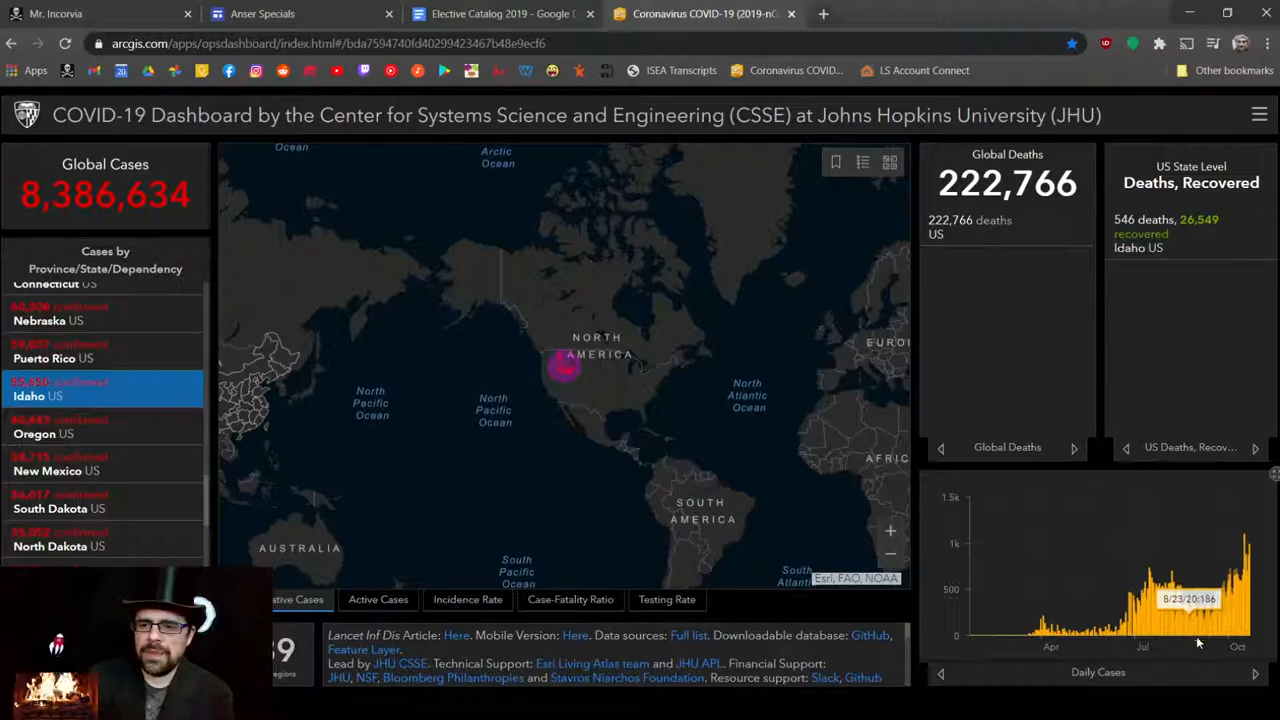 Mr. Incorvia
Anser Specials
Elective Catalog 2019 - Google D
Coronavirus COVID-19 (2019-nC
arcgis.com/apps/opsdashboard/index.html#/bda7594740fd40299423467b48e9ecf6
Apps
ISEA Transcripts
Coronavirus COVID...
LS Account Connect
Other bookmarks
COVID-19 Dashboard by the Center for Systems Science and Engineering (CSSE) at Johns Hopkins University (JHU)
Global Cases
8,386,634
Cases by
Province/State/Dependency
Connecticut US
Nebraska US
Puerto Rico US
Idaho US
Oregon US
New Mexico US
South Dakota US
North Dakota US
Ocean
Arctic
Ocean
NORTH
AMERICA
North
Pacific
Ocean
North
Pacific
Ocean
North
Atlantic
Ocean
EURO
AFRIC
SOUTH
AMERICA
AUSTRALIA
South
Pacific
Ocean
South
Atlanti
Esri, FAO, NOAA
ative Cases
Active Cases
Incidence Rate
Case-Fatality Ratio
Testing Rate
Global Deaths
222,766
222,766 deaths
US
Global Deaths
US State Level
Deaths, Recovered
546 deaths, 26,549
recovered
Idaho US
US Deaths, Recov...
1.5k
1k
500
0
8/23/20:186
Apr
Jul
Oct
Daily Cases
9
regions
Lancet Inf Dis Article: Here. Mobile Version: Here. Data sources: Full list. Downloadable database: GitHub,
Feature Layer.
Lead by JHU CSSE. Technical Support: Esri Living Atlas team and JHU APL. Financial Support:
JHU, NSF, Bloomberg Philanthropies and Stavros Niarchos Foundation. Resource support: Slack, Github